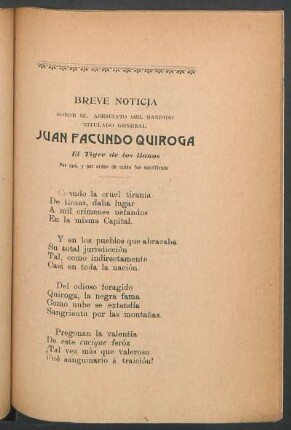 BREVE NOTICIA
SOBRE EL ASESINATO DEL BANDIDO
TITULADO GENERAL
JUAN FACUNDO QUIROGA
El Tigre de los llanos
Por qué, y por orden de quién fué sacrificado
Cuando la cruel tiranía
De Rosas, daba lugar
A mil crímenes nefandos
En la misma Capital.
Y en los pueblos que abrazaba
Su total jurisdicción
Tal, como indirectamente
Casi en toda la nación.
Del odioso foragido
Quiroga, la negra fama
Como nube se extendía
Sangrienta por las montañas.
Pregonan la valentía
De este cacique feróz
¡Tal vez más que valeroso
Fué sanguinario á traición!